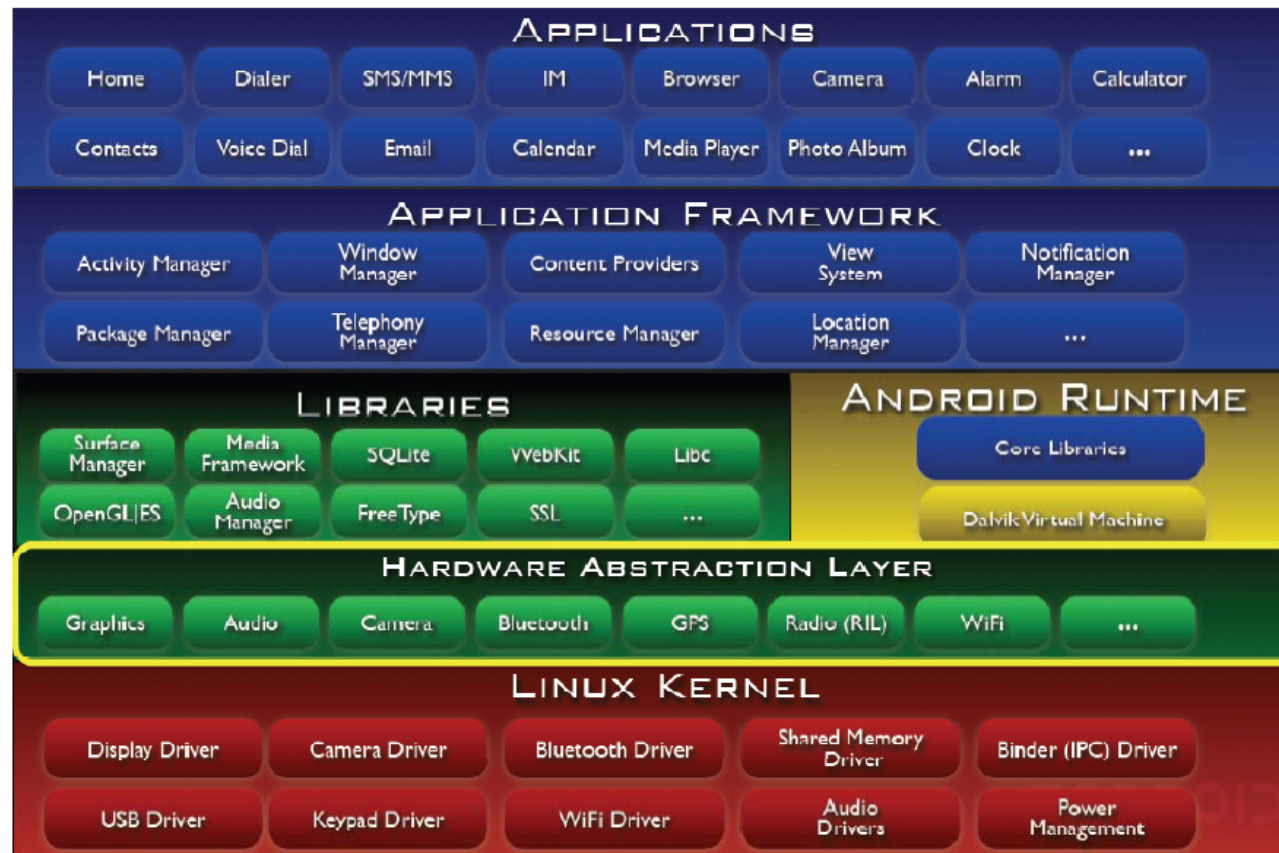 APPLICATIONS
Home Dialer SMS/MMS IM Browser Camera Alarm Calculator
Contacts Voice Dial Email Calendar Media Player Photo Album Clock ...
APPLICATION FRAMEWORK
Activity Manager
Window
Manager
Content Providers
View
System
Notification
Manager
Package Manager
Telephony
Manager
Resource Manager
Location
Manager
...
LIBRARIES
Surface
Manager
Media
Framework
SQLite
WebKit
Libc
OpenGL|ES
Audio
Manager
FreeType
SSL
...
ANDROID RUNTIME
Core Libraries
Dalvik Virtual Machine
HARDWARE ABSTRACTION LAYER
Graphics Audio Camera Bluetooth GPS Radio (RIL) WiFi ...
LINUX KERNEL
Display Driver
Camera Driver
Bluetooth Driver
Shared Memory
Driver
Binder (IPC) Driver
USB Driver
Keypad Driver
WiFi Driver
Audio
Drivers
Power
Management